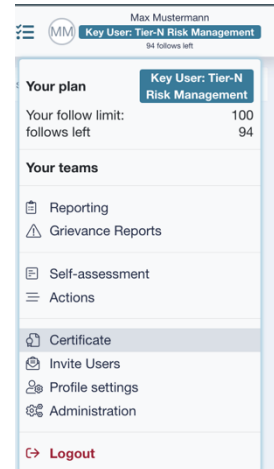 Max Mustermann
MM
Key User: Tier-N Risk Management
94 follows left
Your plan
Key User: Tier-N
Risk Management
Your follow limit: 100
follows left 94
Your teams
Reporting
Grievance Reports
Self-assessment
Actions
Certificate
Invite Users
Profile settings
Administration
Logout